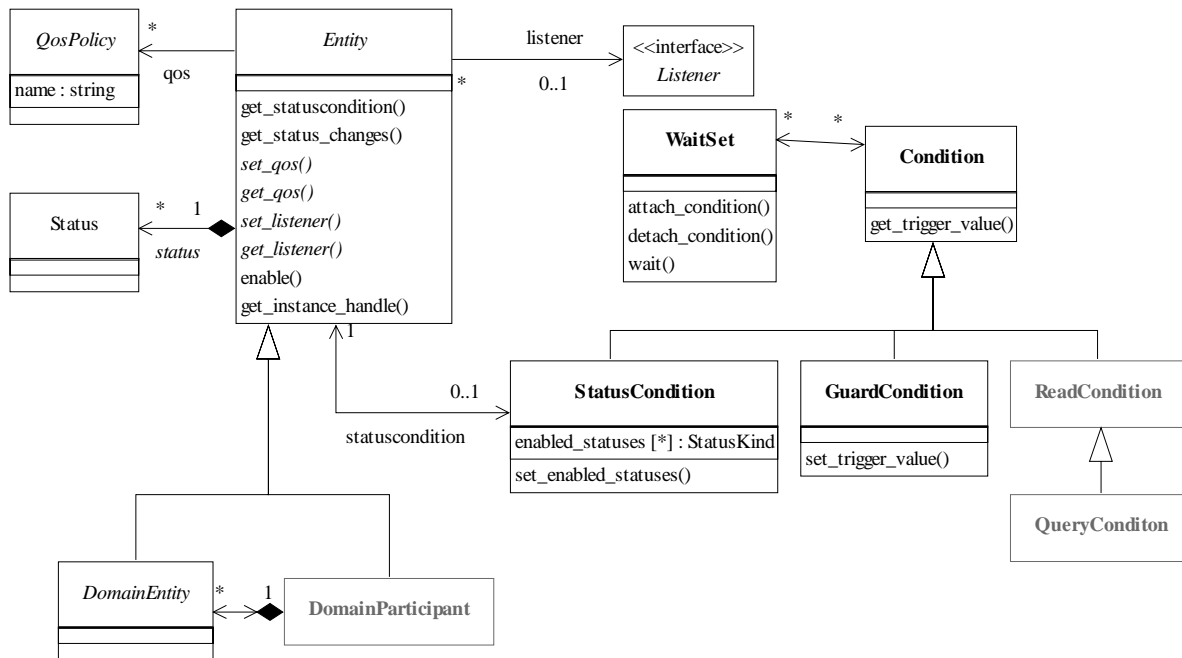 QosPolicy
name : string
*
qos
Entity
get_statuscondition()
get_status_changes()
set_qos()
get_qos()
set_listener()
get_listener()
enable()
get_instance_handle()
*
listener
0..1
<<interface>>
Listener
Status
*
1
status
WaitSet
attach_condition()
detach_condition()
wait()
*
*
Condition
get_trigger_value()
1
0..1
statuscondition
StatusCondition
enabled_statuses [*] : StatusKind
set_enabled_statuses()
GuardCondition
set_trigger_value()
ReadCondition
QueryConditon
DomainEntity
*
1
DomainParticipant